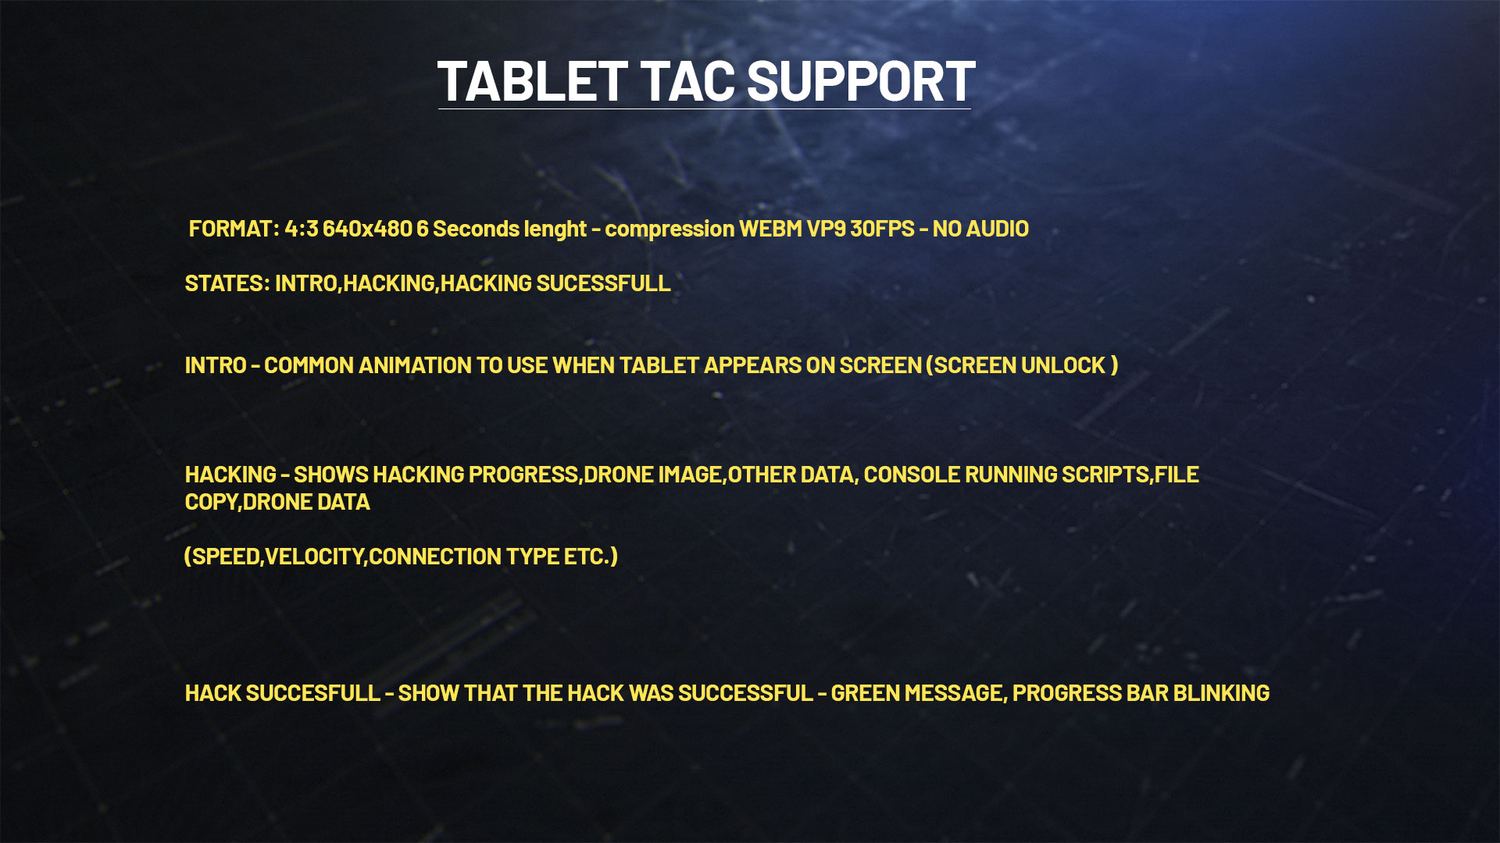 TABLET TAC SUPPORT
FORMAT: 4:3 640x480 6 Seconds lenght - compression WEBM VP9 30FPS - NO AUDIO
STATES: INTRO,HACKING,HACKING SUCESSFULL
INTRO - COMMON ANIMATION TO USE WHEN TABLET APPEARS ON SCREEN (SCREEN UNLOCK )
HACKING - SHOWS HACKING PROGRESS,DRONE IMAGE,OTHER DATA, CONSOLE RUNNING SCRIPTS,FILE
COPY,DRONE DATA
(SPEED,VELOCITY,CONNECTION TYPE ETC.)
HACK SUCCESFULL - SHOW THAT THE HACK WAS SUCCESSFUL - GREEN MESSAGE, PROGRESS BAR BLINKING